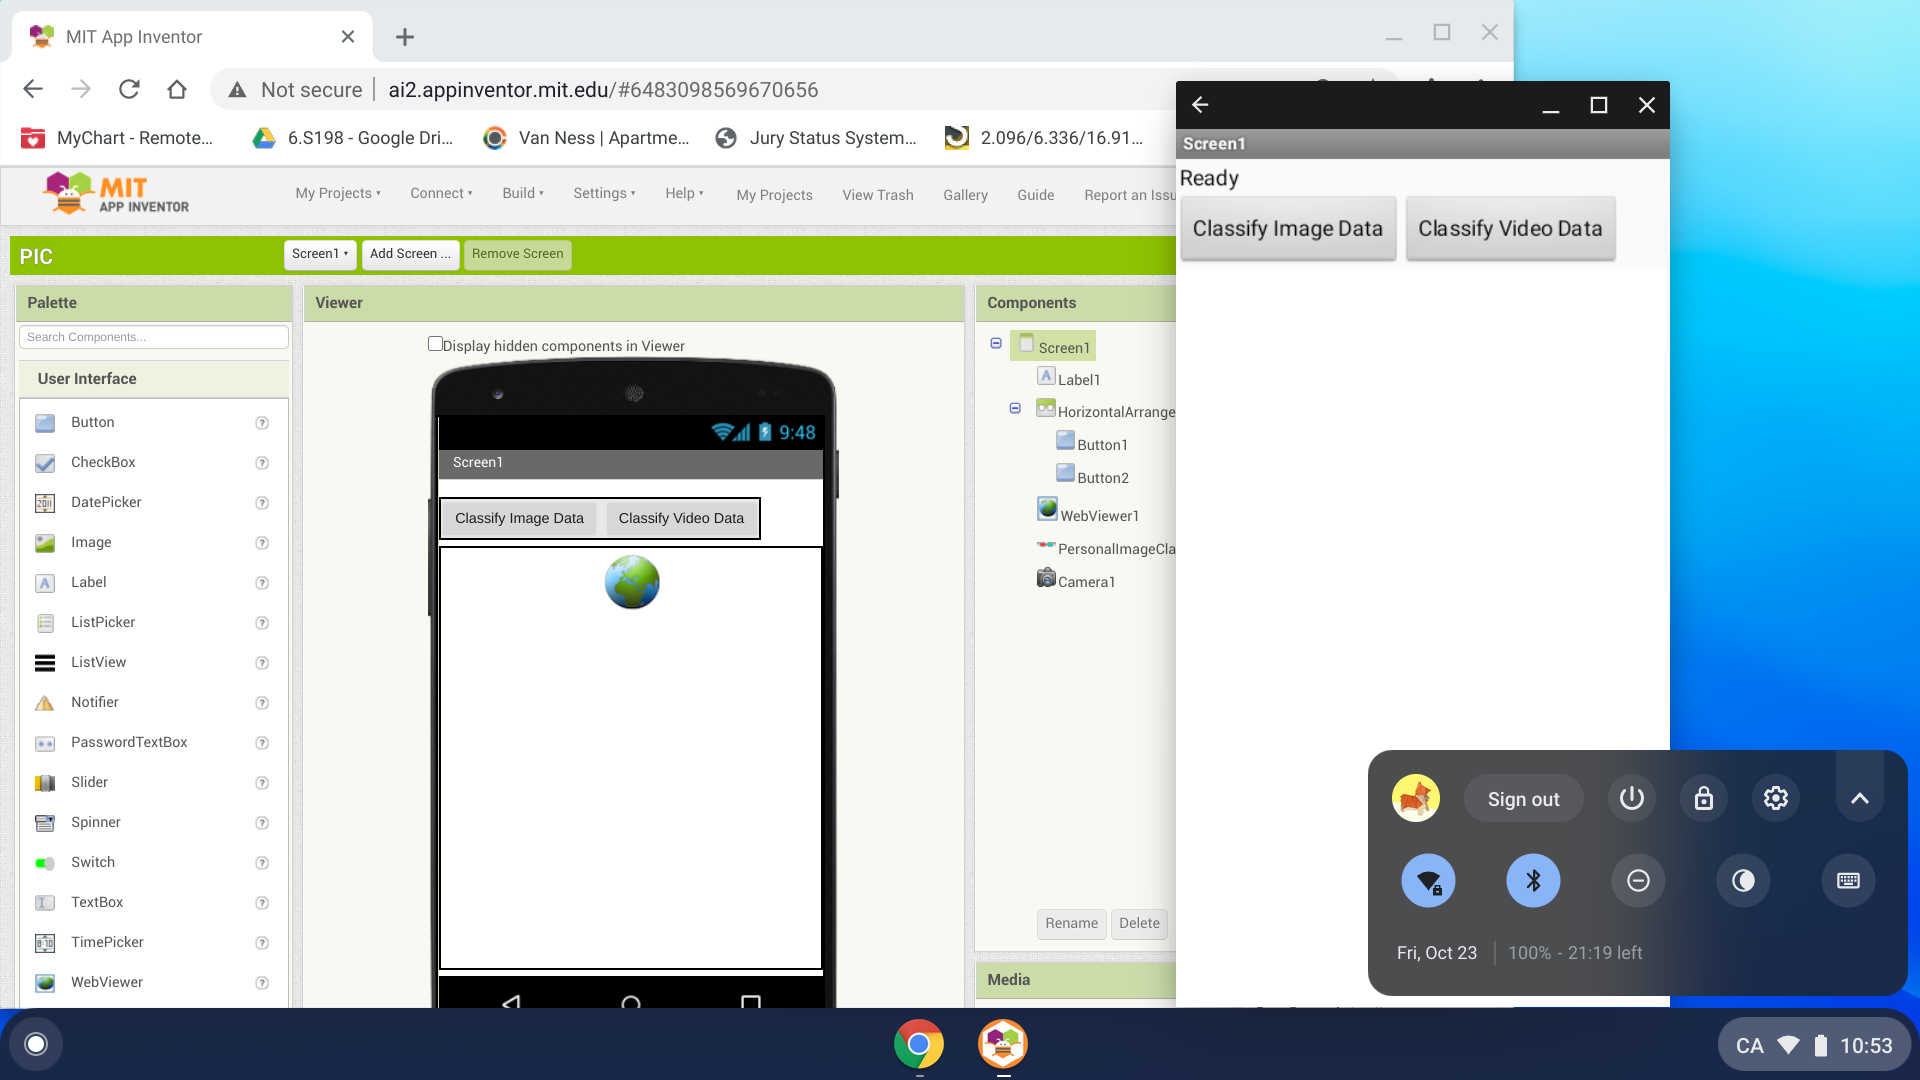 MIT App Inventor
Not secure
ai2.appinventor.mit.edu/#6483098569670656
MyChart - Remote...
6.S198 - Google Dri...
Van Ness | Apartme...
Jury Status System...
2.096/6.336/16.91...
MIT
APP INVENTOR
My Projects
Connect
Build
Settings
Help
My Projects
View Trash
Gallery
Guide
Report an Issu
PIC
Screen1
Add Screen ...
Remove Screen
Palette
Search Components...
User Interface
Button
CheckBox
DatePicker
Image
Label
ListPicker
ListView
Notifier
PasswordTextBox
Slider
Spinner
Switch
TextBox
TimePicker
WebViewer
Viewer
Display hidden components in Viewer
9:48
Screen1
Classify Image Data
Classify Video Data
Components
Screen1
Label1
HorizontalArrange
Button1
Button2
WebViewer1
PersonalImageCla
Camera1
Rename
Delete
Media
Screen1
Ready
Classify Image Data
Classify Video Data
Sign out
Fri, Oct 23
100% - 21:19 left
CA
10:53